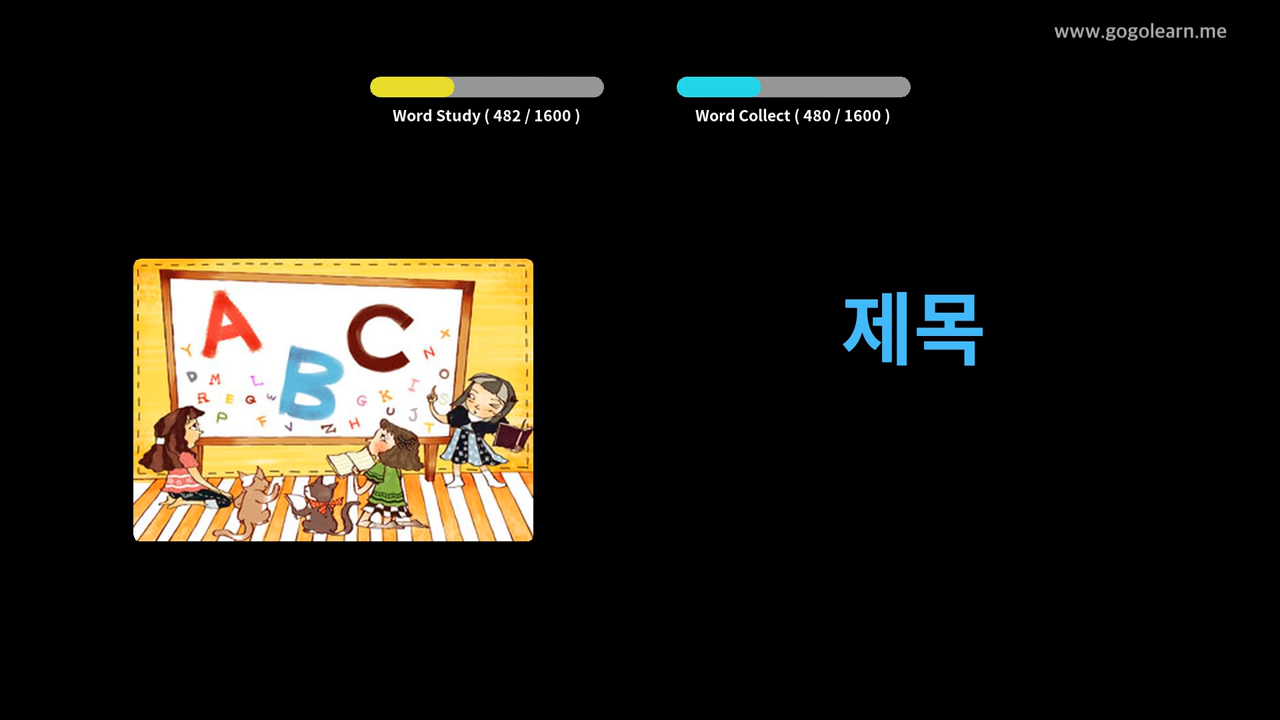 www.gogolearn.me
Word Study ( 482 / 1600 )
Word Collect ( 480 / 1600 )
제목
A
B
C
X
Y
N
D
M
L
O
I
R
E
Q
W
G
K
S
P
F
V
Z
H
U
J
T